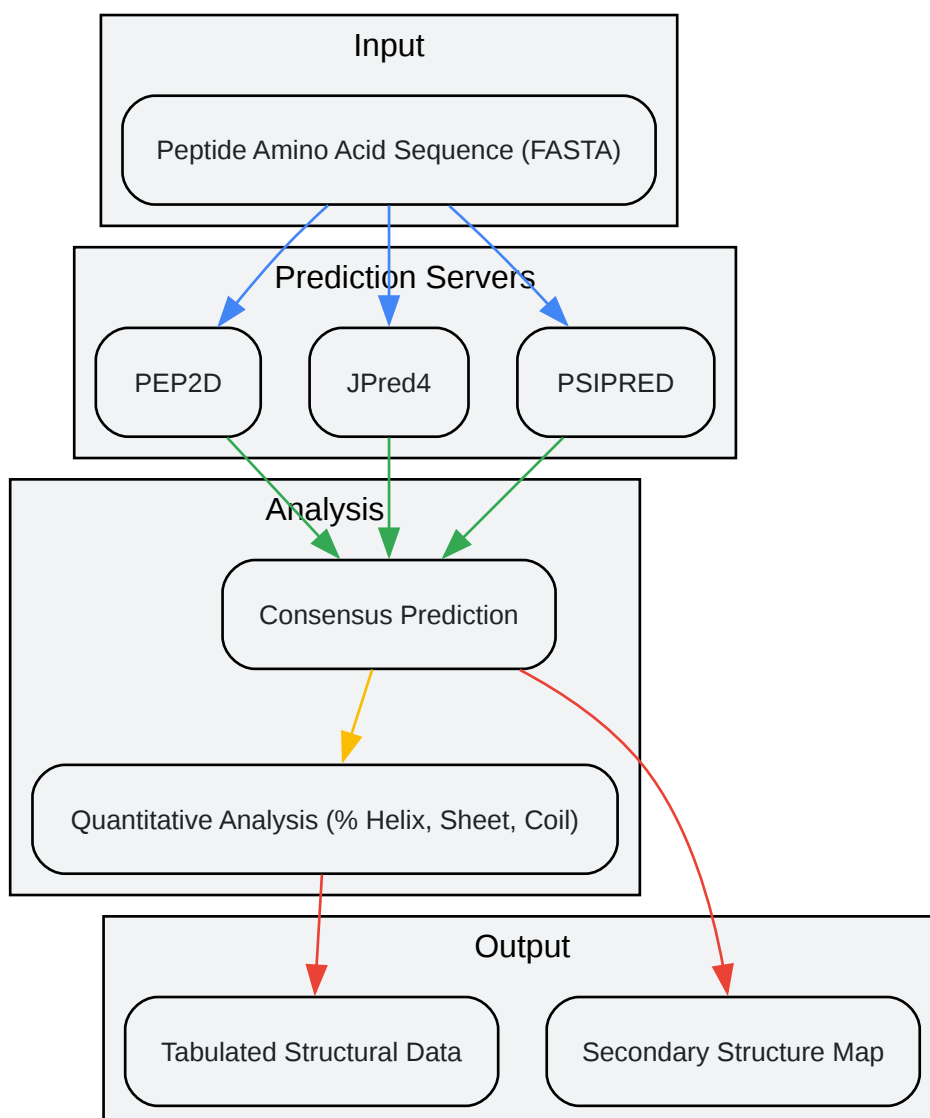 Input
Peptide Amino Acid Sequence (FASTA)
Prediction Servers
PEP2D
JPred4
PSIPRED
Analysis
Consensus Prediction
Quantitative Analysis (% Helix, Sheet, Coil)
Output
Tabulated Structural Data
Secondary Structure Map